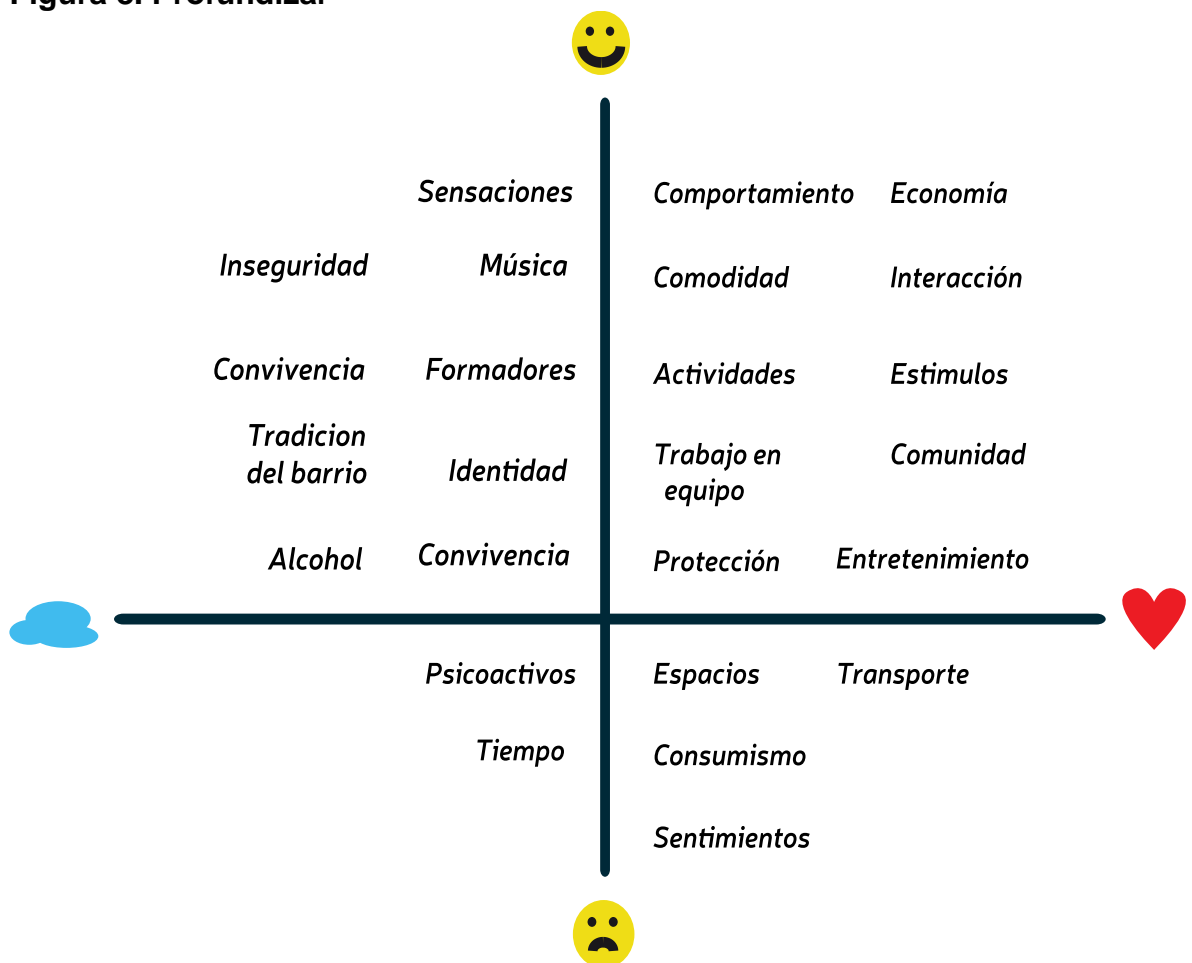 Sensaciones Comportamiento Economía
Inseguridad Música Comodidad Interacción
Convivencia Formadores Actividades Estimulos
Tradicion
del barrio Identidad Trabajo en
equipo Comunidad
Alcohol Convivencia Protección Entretenimiento
Psicoactivos Espacios Transporte
Tiempo Consumismo
Sentimientos